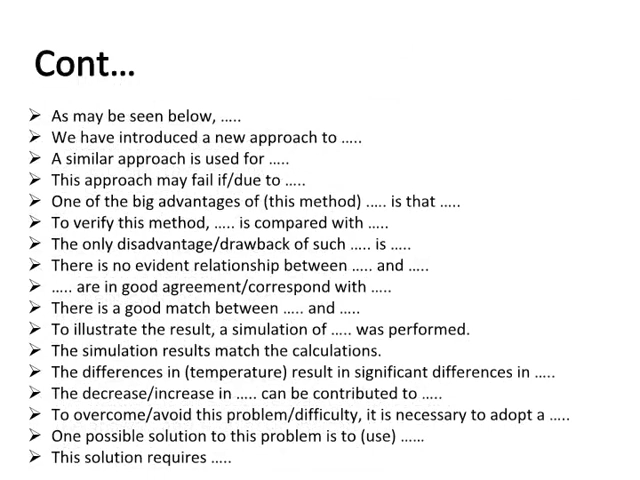 Cont…
➢ As may be seen below, …..
➢ We have introduced a new approach to …..
➢ A similar approach is used for …..
➢ This approach may fail if/due to …..
➢ One of the big advantages of (this method) ….. is that …..
➢ To verify this method, ….. is compared with …..
➢ The only disadvantage/drawback of such ….. is …..
➢ There is no evident relationship between ….. and …..
➢ ….. are in good agreement/correspond with …..
➢ There is a good match between ….. and …..
➢ To illustrate the result, a simulation of ….. was performed.
➢ The simulation results match the calculations.
➢ The differences in (temperature) result in significant differences in …..
➢ The decrease/increase in ….. can be contributed to …..
➢ To overcome/avoid this problem/difficulty, it is necessary to adopt a …..
➢ One possible solution to this problem is to (use) ……
➢ This solution requires …..